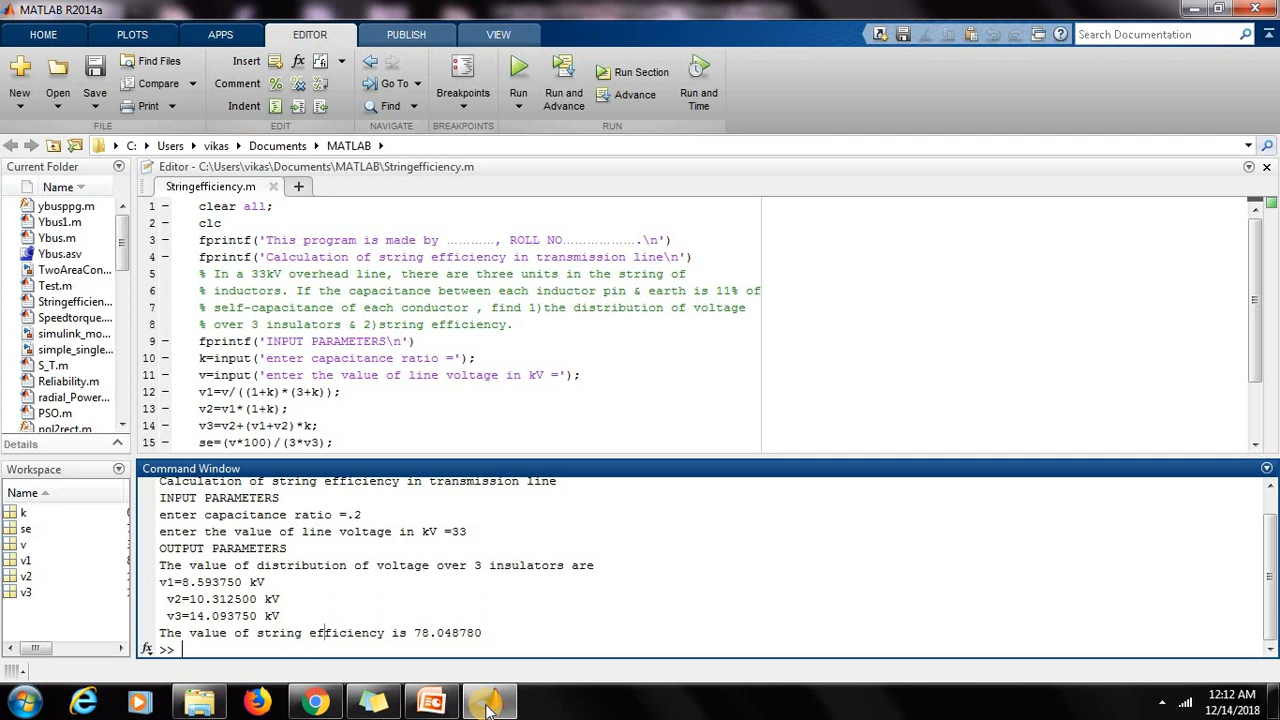 MATLAB R2014a
HOME PLOTS APPS EDITOR PUBLISH VIEW Search Documentation
New Open Save Find Files Compare Print
Insert Comment Indent fx
Go To Find
Breakpoints Run Run and Advance Run Section Advance Run and Time
FILE EDIT NAVIGATE BREAKPOINTS RUN
C: Users vikas Documents MATLAB
Current Folder
Name
ybusppg.m
Ybus1.m
Ybus.m
Ybus.asv
TwoAreaCon...
Test.m
Stringefficien...
Speedtorque...
simulink_mo...
simple_single...
S_T.m
Reliability.m
radial_Power...
PSO.m
pol2rect.m
Details
Workspace
Name
k
se
v
v1
v2
v3
Editor - C:\Users\vikas\Documents\MATLAB\Stringefficiency.m
Stringefficiency.m
1 clear all;
2 clc
3 fprintf('This program is made by …………, ROLL NO……………….\n')
4 fprintf('Calculation of string efficiency in transmission line\n')
5 % In a 33kV overhead line, there are three units in the string of
6 % inductors. If the capacitance between each inductor pin & earth is 11% of
7 % self-capacitance of each conductor , find 1)the distribution of voltage
8 % over 3 insulators & 2)string efficiency.
9 fprintf('INPUT PARAMETERS\n')
10 k=input('enter capacitance ratio =');
11 v=input('enter the value of line voltage in kV =');
12 v1=v/((1+k)*(3+k));
13 v2=v1*(1+k);
14 v3=v2+(v1+v2)*k;
15 se=(v*100)/(3*v3);
Command Window
Calculation of string efficiency in transmission line
INPUT PARAMETERS
enter capacitance ratio =.2
enter the value of line voltage in kV =33
OUTPUT PARAMETERS
The value of distribution of voltage over 3 insulators are
v1=8.593750 kV
v2=10.312500 kV
v3=14.093750 kV
The value of string efficiency is 78.048780
fx >>
12:12 AM
12/14/2018